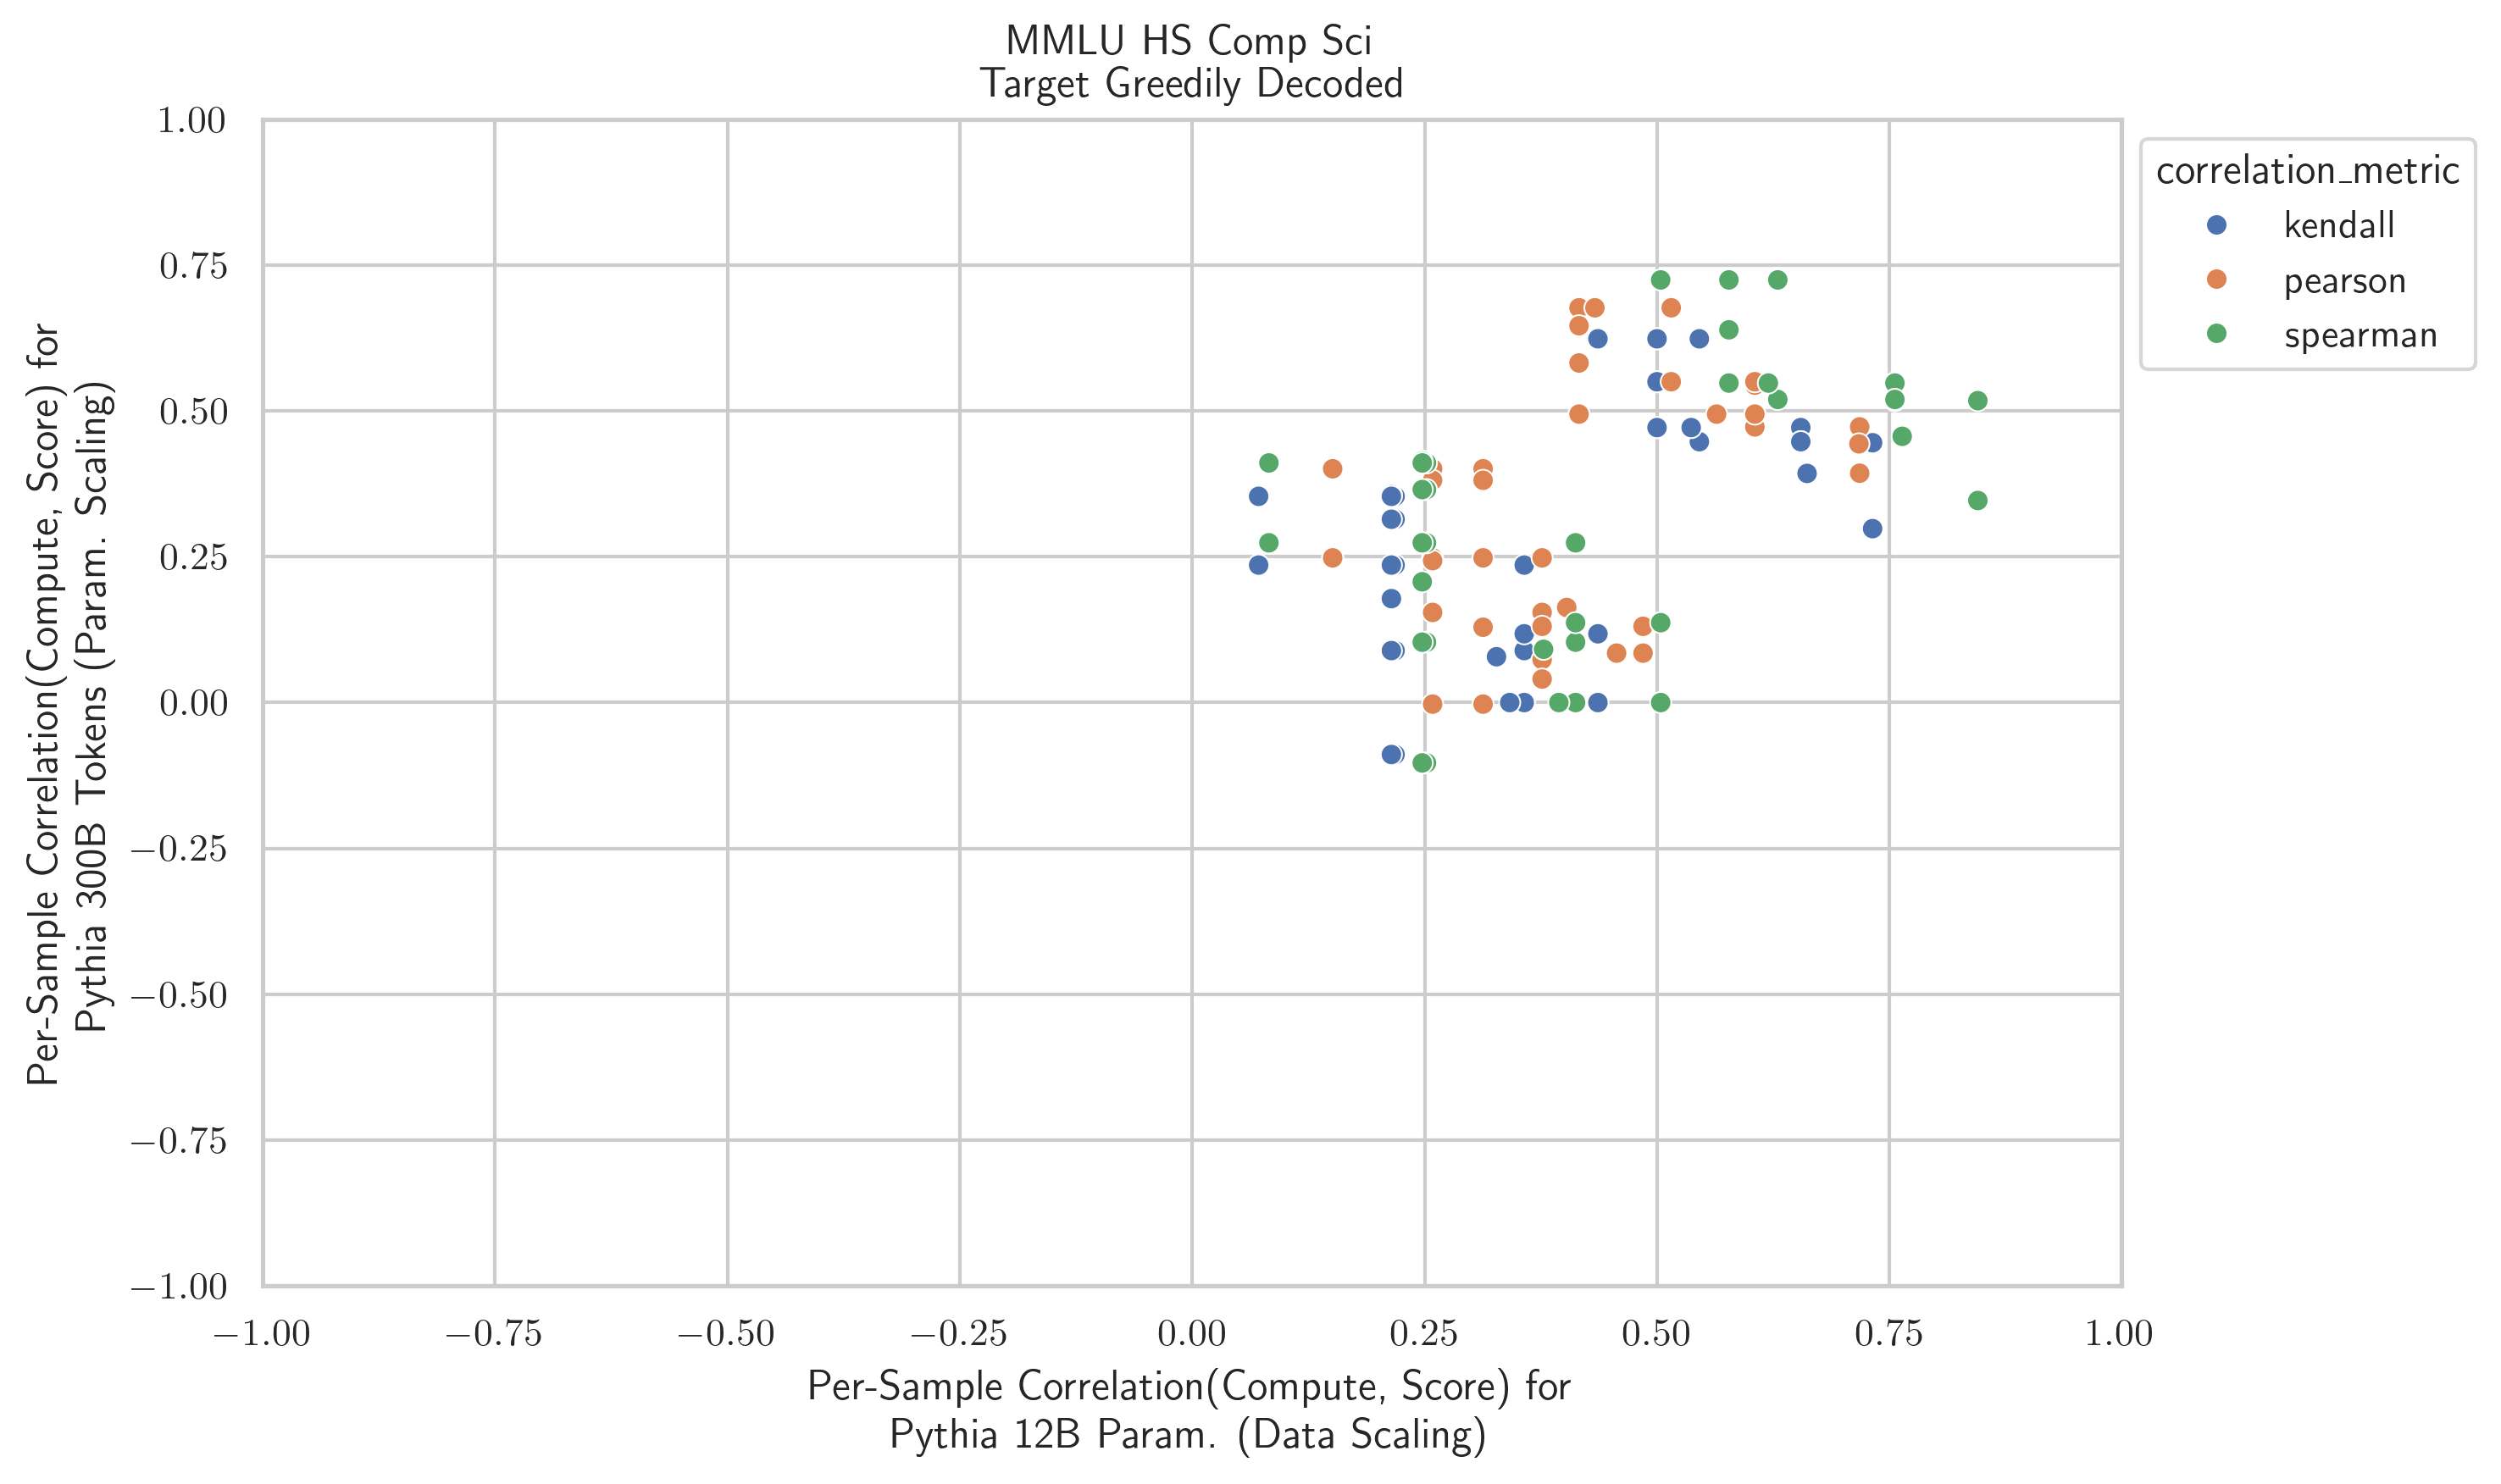 MMLU HS Comp Sci
Target Greedily Decoded
1.00
0.75
0.50
0.25
0.00
−0.25
−0.50
−0.75
−1.00
Per-Sample Correlation(Compute, Score) for
Pythia 300B Tokens (Param. Scaling)
−1.00 −0.75 −0.50 −0.25 0.00 0.25 0.50 0.75 1.00
Per-Sample Correlation(Compute, Score) for
Pythia 12B Param. (Data Scaling)
correlation_metric
kendall
pearson
spearman